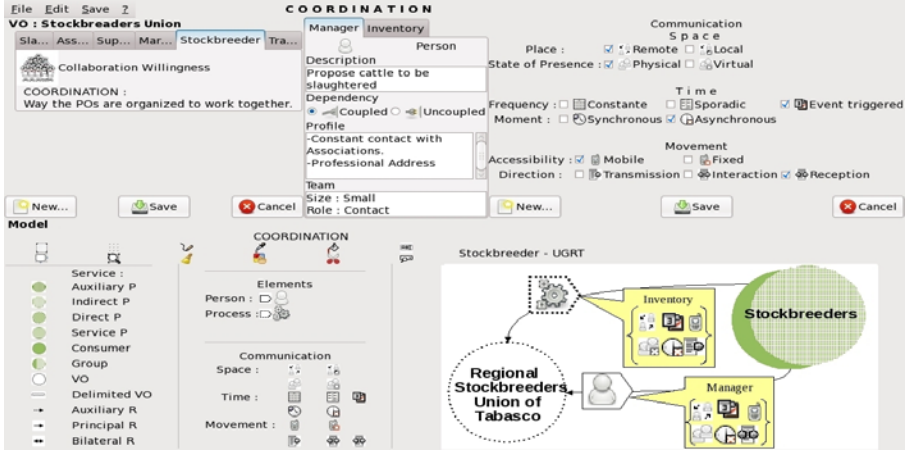 File Edit Save ?
COORDINATION
VO : Stockbreeders Union
Sla... Ass... Sup... Mar... Stockbreeder Tra...
Collaboration Willingness
COORDINATION :
Way the POs are organized to work together.
New... Save Cancel
Manager Inventory
Person
Description
Propose cattle to be
slaughtered
Dependency
Coupled Uncoupled
Profile
-Constant contact with
Associations.
-Professional Address
Team
Size : Small
Role : Contact
Communication
Space
Place : Remote Local
State of Presence : Physical Virtual
Time
Frequency : Constante Sporadic Event triggered
Moment : Synchronous Asynchronous
Movement
Accessibility : Mobile Fixed
Direction : Transmission Interaction Reception
New... Save Cancel
Model
Service :
Auxiliary P
Indirect P
Direct P
Service P
Consumer
Group
VO
Delimited VO
Auxiliary R
Principal R
Bilateral R
COORDINATION
Elements
Person :
Process :
Communication
Space :
Time :
Movement :
Stockbreeder - UGRT
Inventory
Stockbreeders
Regional
Stockbreeders
Union of
Tabasco
Manager